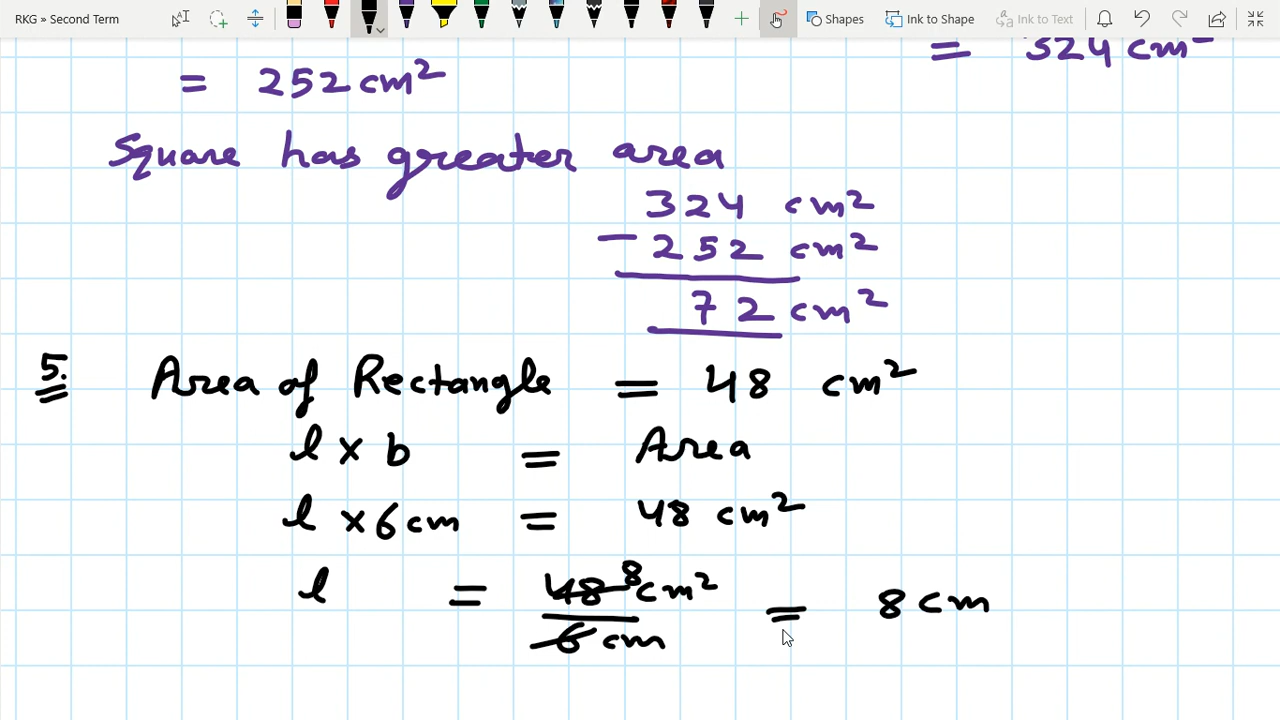 RKG » Second Term
Shapes
Ink to Shape
Ink to Text
= 324 cm²
= 252 cm²
Square has greater area
324 cm²
- 252 cm²
72 cm²
5. Area of Rectangle = 48 cm²
l × b = Area
l × 6 cm = 48 cm²
l = 48 8 cm² = 8 cm
6 cm